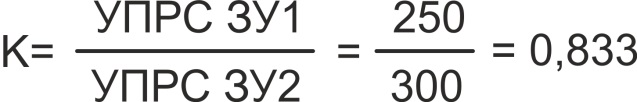 K= УПРС ЗУ1 / УПРС ЗУ2 = 250 / 300 = 0,833